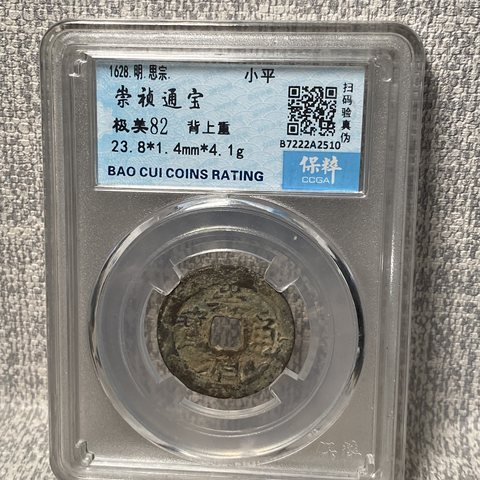 1628.明.思宗.
小平
崇祯通宝
极美82 背上重
23.8*1.4mm*4.1g
BAO CUI COINS RATING
扫码验真伪
B7222A2510
保粹
CCGA